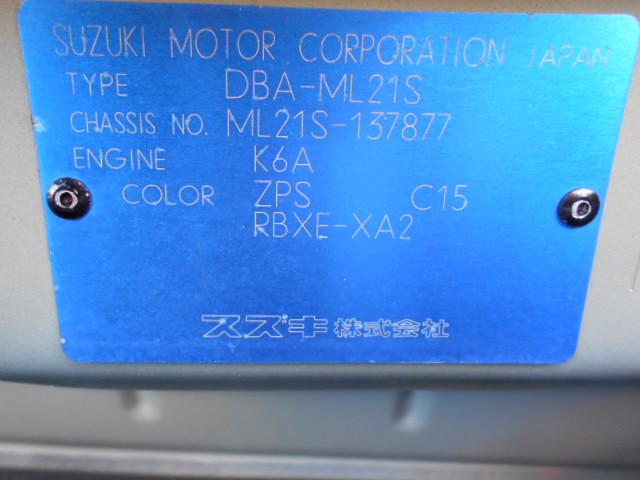 SUZUKI MOTOR CORPORATION JAPAN
TYPE DBA-ML21S
CHASSIS NO. ML21S-137877
ENGINE K6A
COLOR ZPS C15
RBXE-XA2
スズキ株式会社